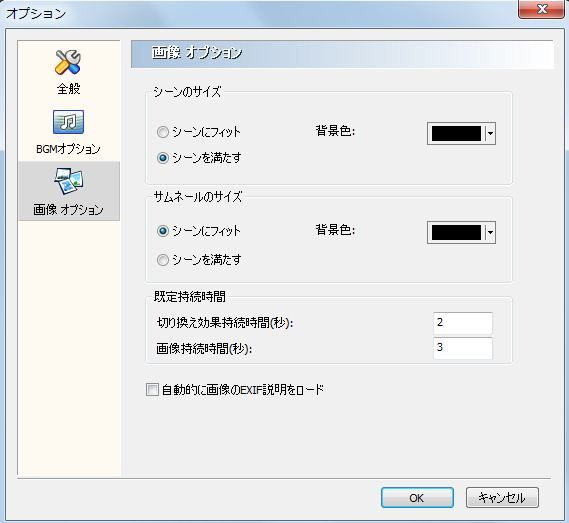 オプション
全般
BGMオプション
画像 オプション
画像 オプション
シーンのサイズ
シーンにフィット
背景色:
シーンを満たす
サムネールのサイズ
シーンにフィット
背景色:
シーンを満たす
既定持続時間
切り換え効果持続時間(秒):
2
画像持続時間(秒):
3
自動的に画像のEXIF説明をロード
OK
キャンセル